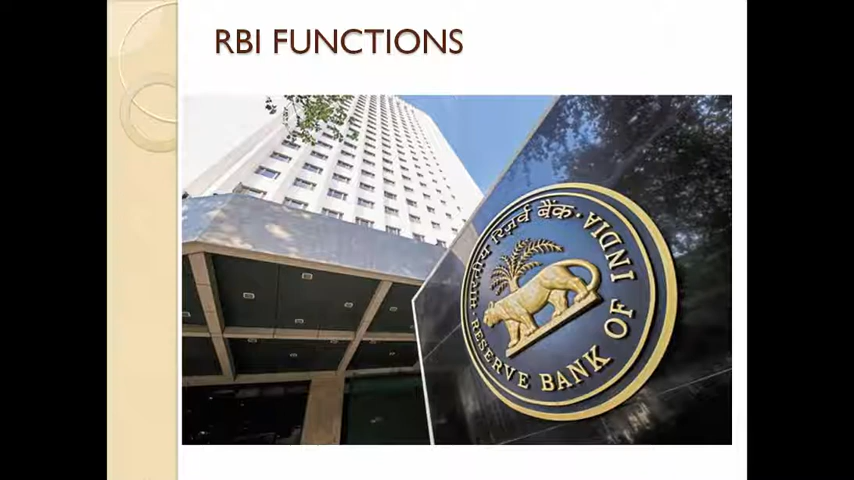 RBI FUNCTIONS
भारतीय रिज़र्व बैंक
RESERVE BANK OF INDIA